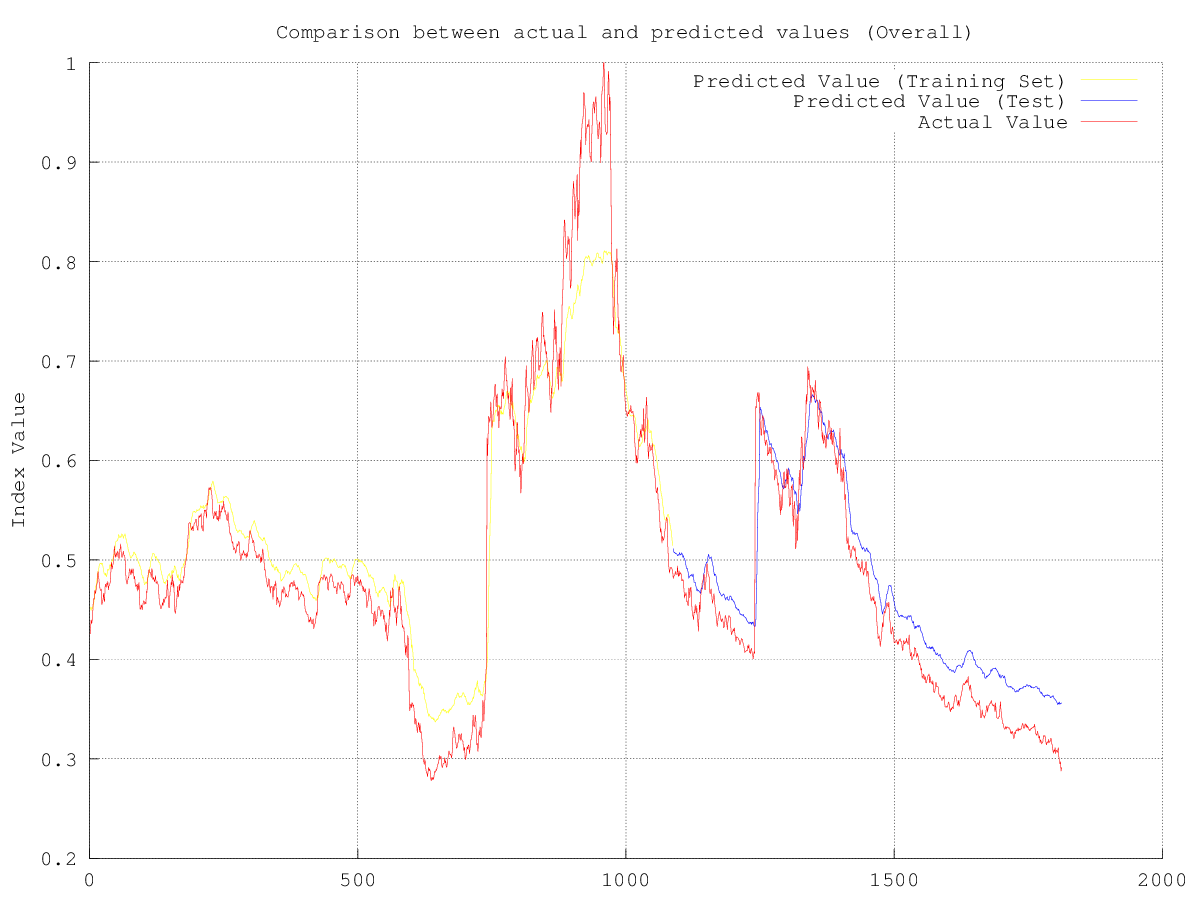 Comparison between actual and predicted values (Overall)
Predicted Value (Training Set)
Predicted Value (Test)
Actual Value
Index Value
1
0.9
0.8
0.7
0.6
0.5
0.4
0.3
0.2
0 500 1000 1500 2000